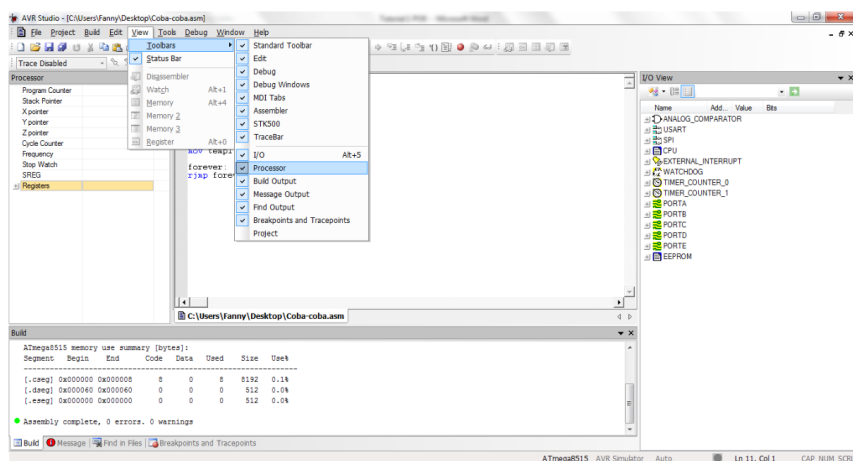 AVR Studio - [C:\Users\Fanny\Desktop\Coba-coba.asm]
File Project Build Edit View Tools Debug Window Help
Trace Disabled
Toolbars
Status Bar
Disassembler
Watch Alt+1
Memory Alt+4
Memory 2
Memory 3
Register Alt+0
Standard Toolbar
Edit
Debug
Debug Windows
MDI Tabs
Assembler
STK500
TraceBar
I/O Alt+5
Processor
Build Output
Message Output
Find Output
Breakpoints and Tracepoints
Project
Processor
Program Counter
Stack Pointer
X pointer
Y pointer
Z pointer
Cycle Counter
Frequency
Stop Watch
SREG
Registers
forever:
rjmp
C:\Users\Fanny\Desktop\Coba-coba.asm
I/O View
Name Add... Value Bits
ANALOG_COMPARATOR
USART
SPI
CPU
EXTERNAL_INTERRUPT
WATCHDOG
TIMER_COUNTER_0
TIMER_COUNTER_1
PORTA
PORTB
PORTC
PORTD
PORTE
EEPROM
Build
ATmega8515 memory use summary [bytes]:
Segment Begin End Code Data Used Size Use%
---------------------------------------------------------------
[.cseg] 0x000000 0x000008 8 0 8 8192 0.1%
[.dseg] 0x000060 0x000060 0 0 0 512 0.0%
[.eseg] 0x000000 0x000000 0 0 0 512 0.0%
Assembly complete, 0 errors. 0 warnings
Build Message Find in Files Breakpoints and Tracepoints
ATmega8515 AVR Simulator Auto Ln 11, Col 1 CAP NUM SCRL